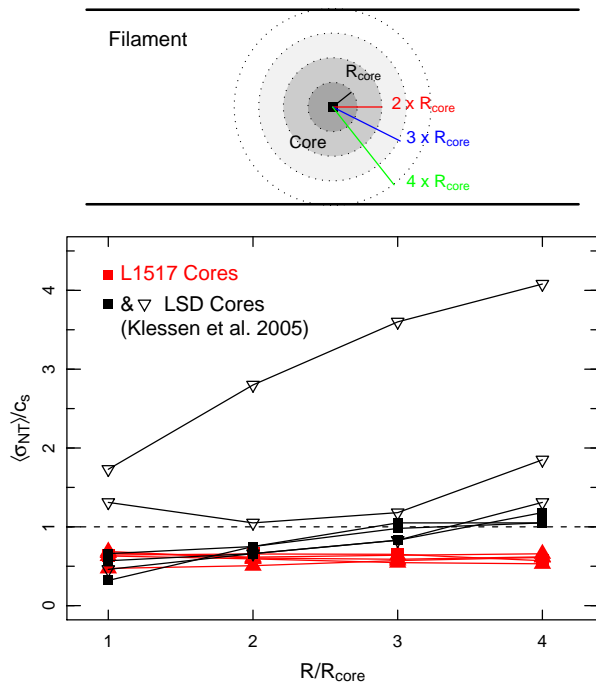 Filament
R_core
2 x R_core
Core
3 x R_core
4 x R_core
L1517 Cores
& ▽ LSD Cores
(Klessen et al. 2005)
⟨σ_NT⟩/c_s
4
3
2
1
0
1 2 3 4
R/R_core